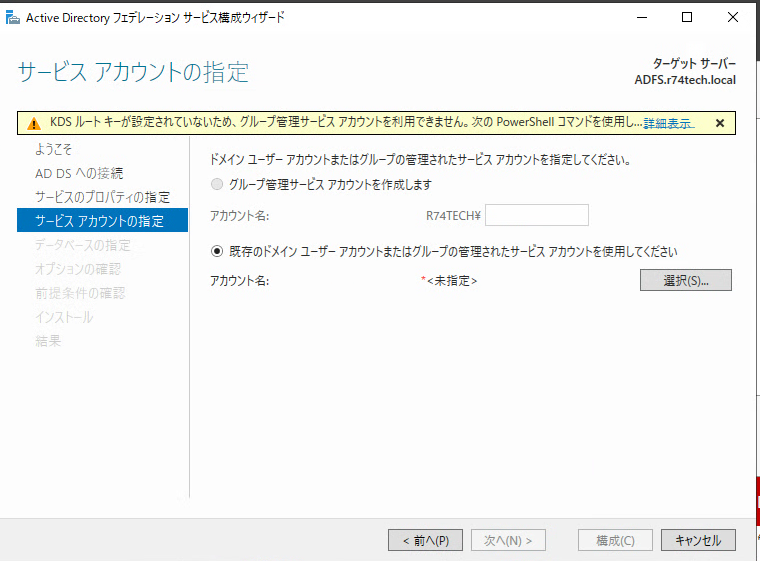 Active Directory フェデレーション サービス構成ウィザード
サービス アカウントの指定
ターゲット サーバー
ADFS.r74tech.local
KDS ルート キーが設定されていないため、グループ管理サービス アカウントを利用できません。次の PowerShell コマンドを使用し... 詳細表示
ようこそ
AD DS への接続
サービスのプロパティの指定
サービス アカウントの指定
データベースの指定
オプションの確認
前提条件の確認
インストール
結果
ドメイン ユーザー アカウントまたはグループの管理されたサービス アカウントを指定してください。
グループ管理サービス アカウントを作成します
アカウント名: R74TECH¥
既存のドメイン ユーザー アカウントまたはグループの管理されたサービス アカウントを使用してください
アカウント名: *<未指定> 選択(S)...
< 前へ(P) 次へ(N) > 構成(C) キャンセル